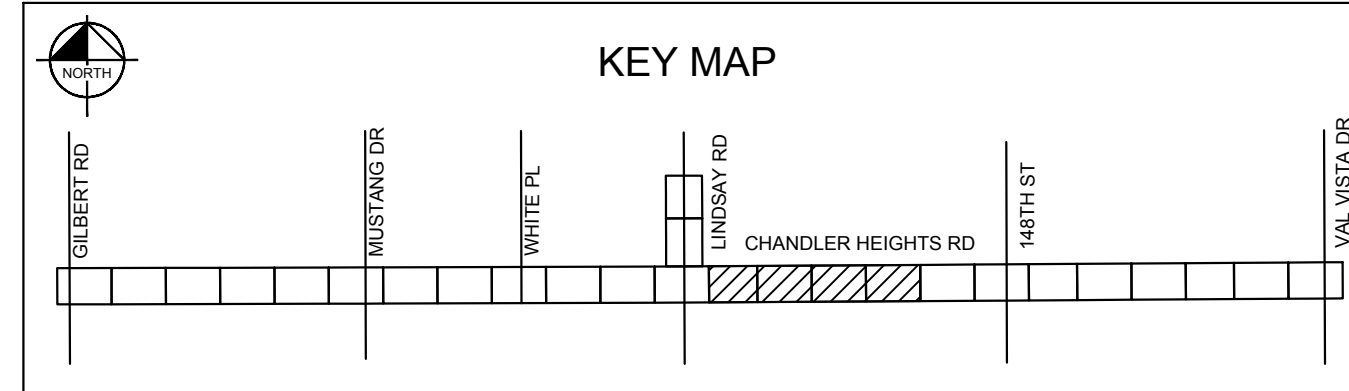 KEY MAP
NORTH
GILBERT RD
MUSTANG DR
WHITE PL
LINDSAY RD
CHANDLER HEIGHTS RD
148TH ST
VAL VISTA DR